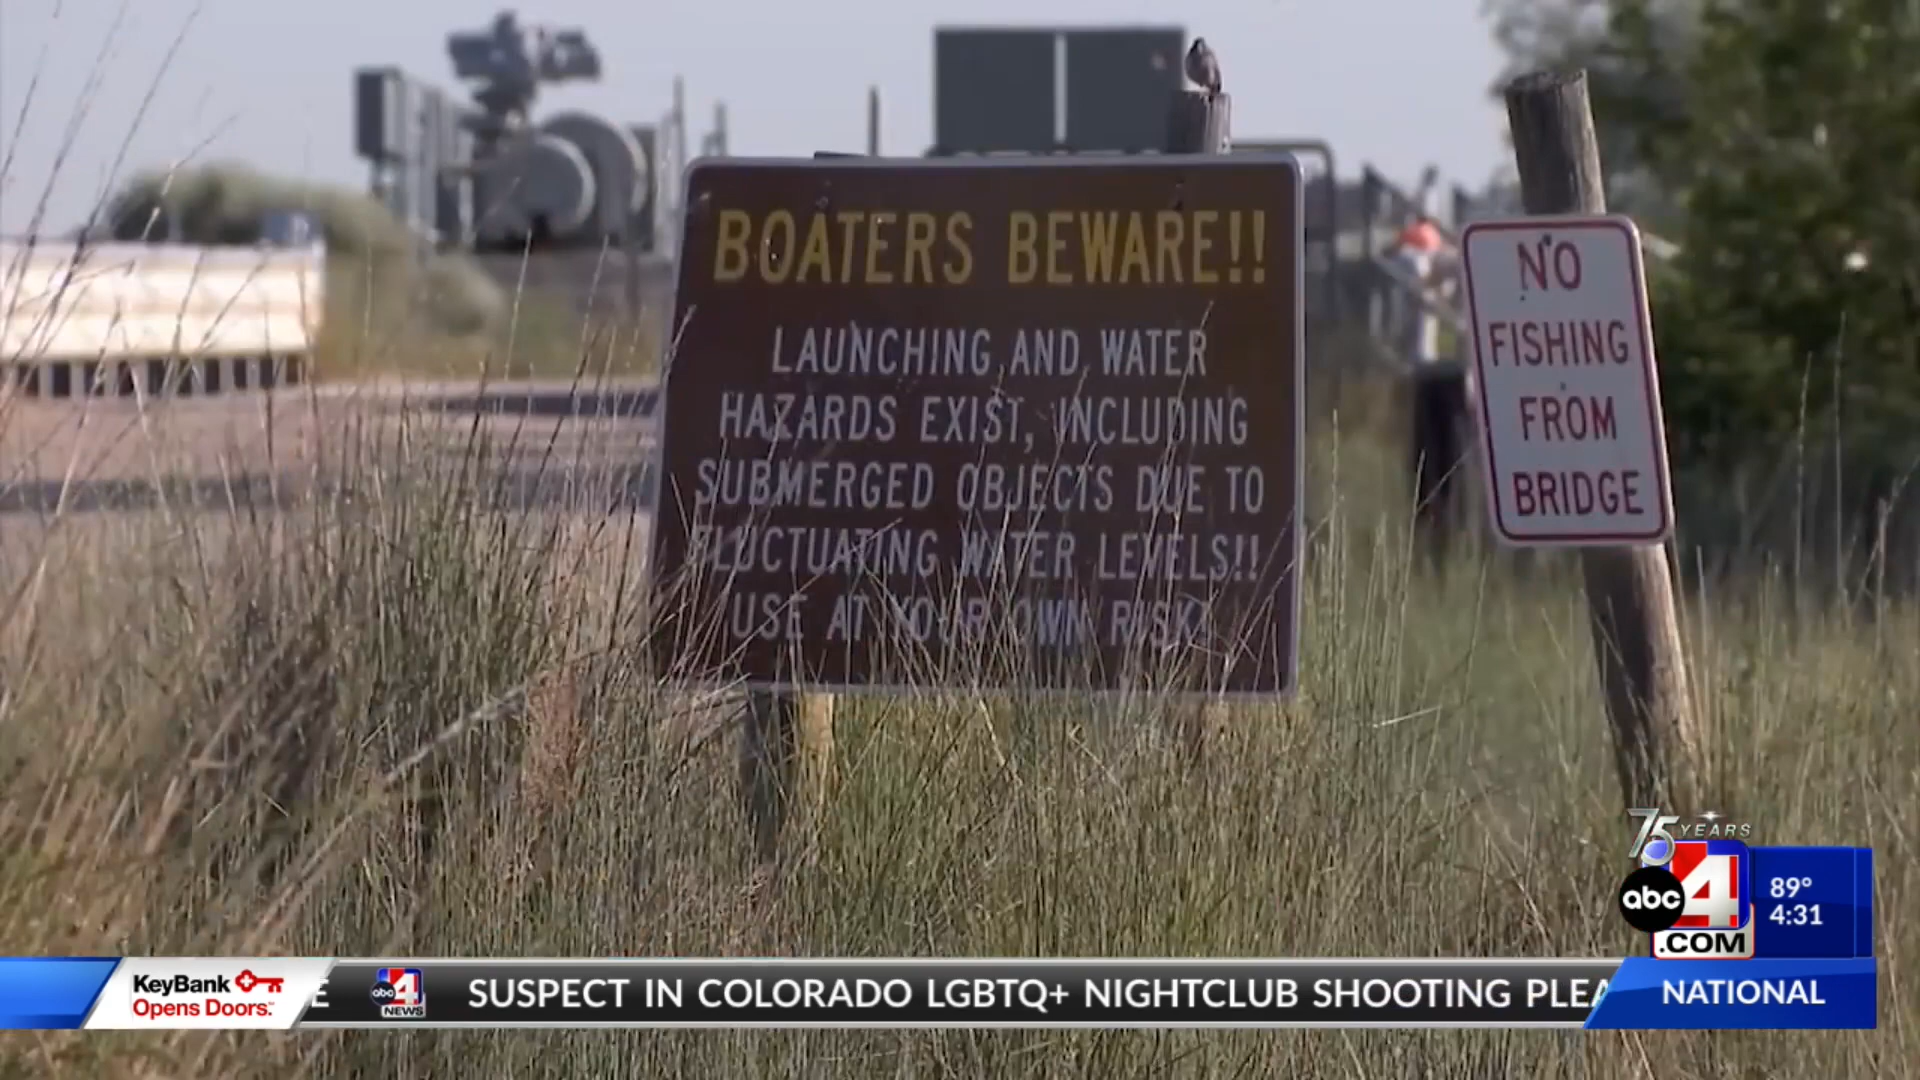 BOATERS BEWARE!!
LAUNCHING AND WATER
HAZARDS EXIST, INCLUDING
SUBMERGED OBJECTS DUE TO
FLUCTUATING WATER LEVELS!!
USE AT YOUR OWN RISK!
NO
FISHING
FROM
BRIDGE
75 YEARS
abc 4
.COM
89°
4:31
KeyBank
Opens Doors.
E abc 4 NEWS SUSPECT IN COLORADO LGBTQ+ NIGHTCLUB SHOOTING PLEA
NATIONAL